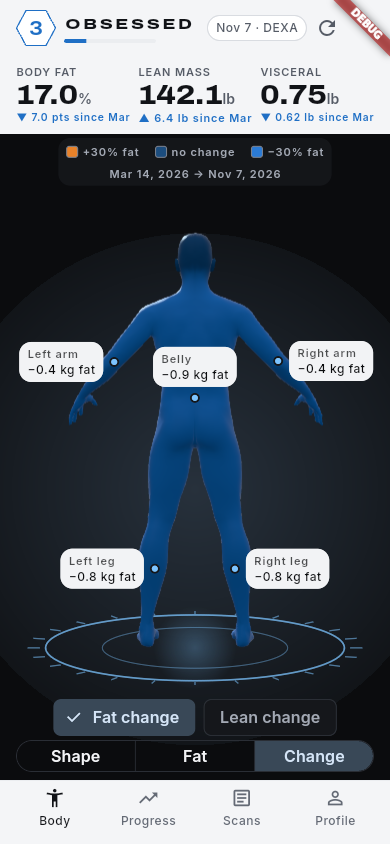 3 OBSESSED Nov 7 · DEXA DEBUG
BODY FAT LEAN MASS VISCERAL
17.0% 142.1lb 0.75lb
▼ 7.0 pts since Mar ▲ 6.4 lb since Mar ▼ 0.62 lb since Mar
+30% fat no change −30% fat
Mar 14, 2026 → Nov 7, 2026
Left arm
−0.4 kg fat
Belly
−0.9 kg fat
Right arm
−0.4 kg fat
Left leg
−0.8 kg fat
Right leg
−0.8 kg fat
Fat change Lean change
Shape Fat Change
Body Progress Scans Profile